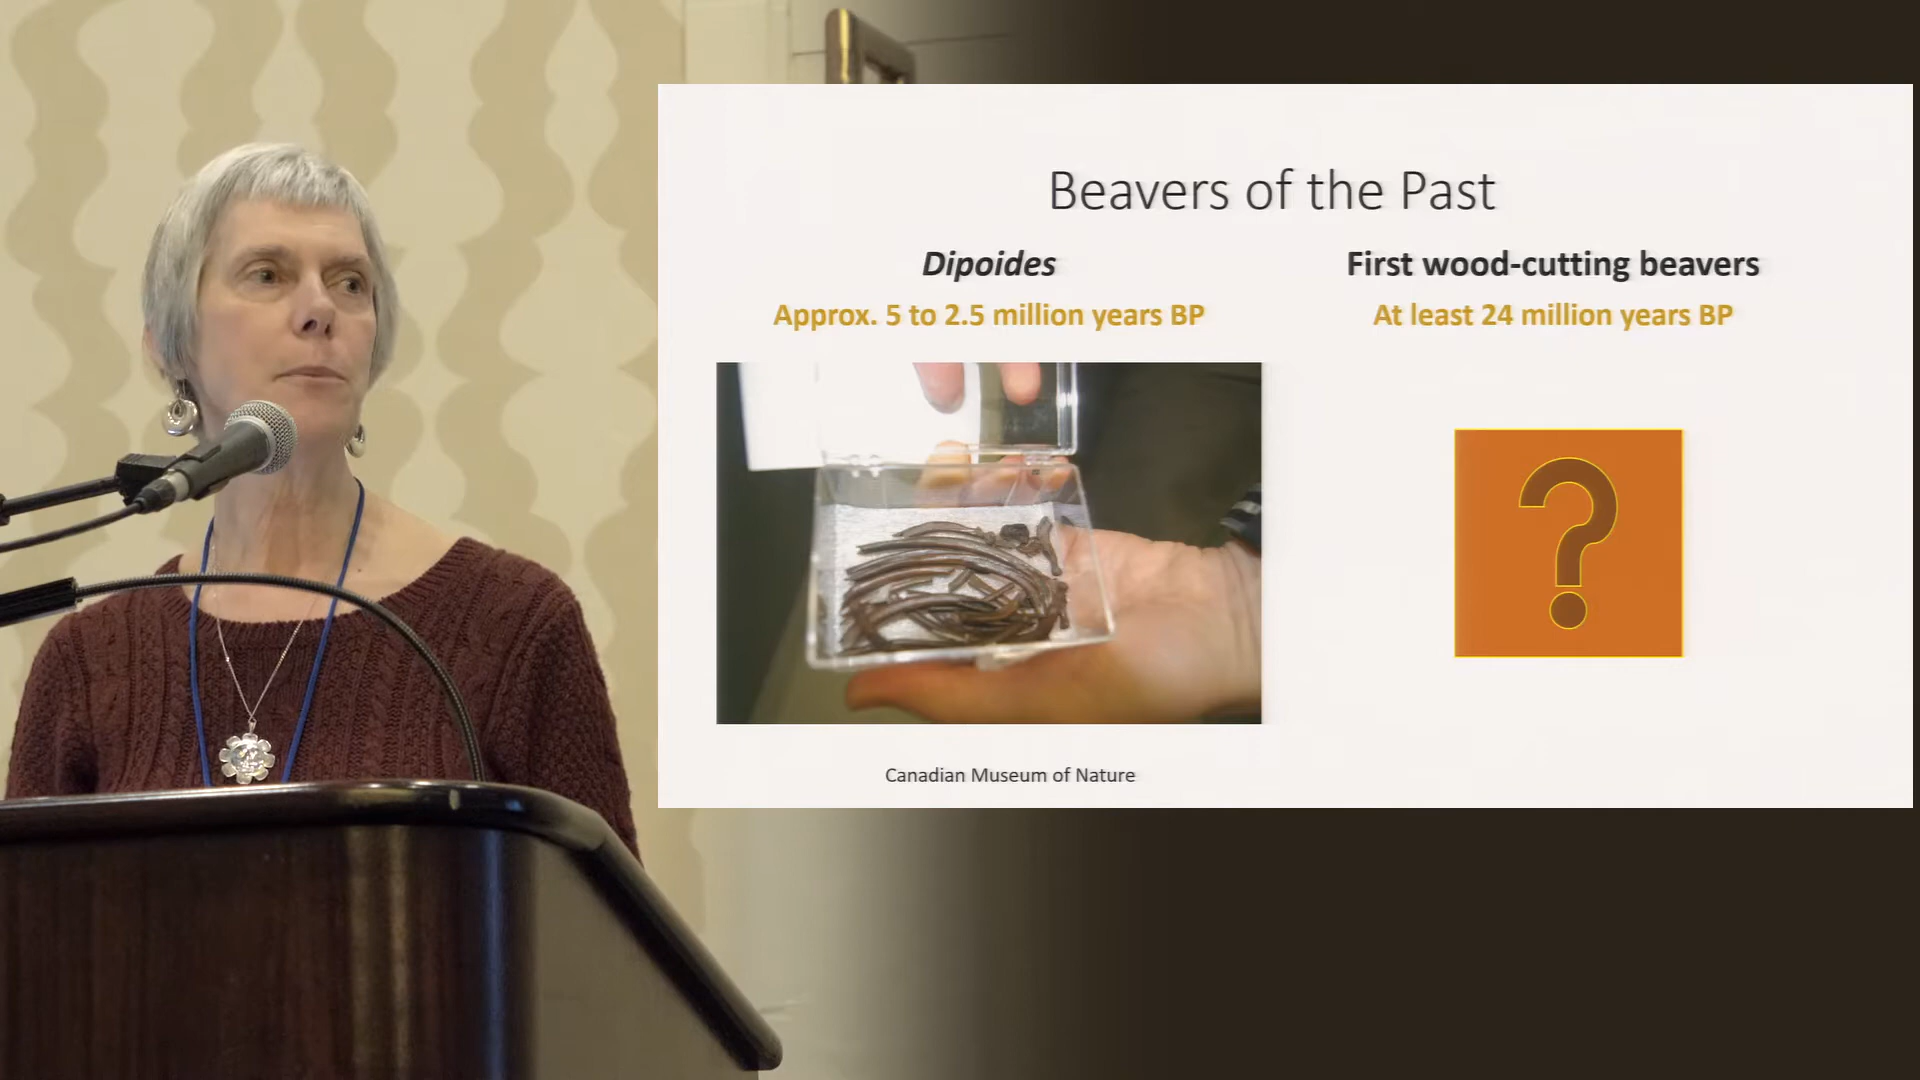 Beavers of the Past
Dipoides
Approx. 5 to 2.5 million years BP
First wood-cutting beavers
At least 24 million years BP
?
Canadian Museum of Nature